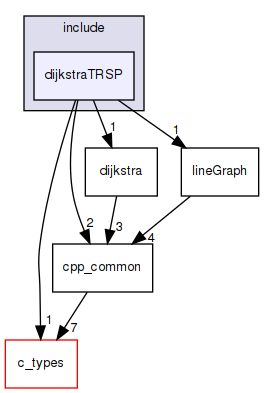 include
dijkstraTRSP
1
1
dijkstra
lineGraph
2
3
4
cpp_common
1
7
c_types